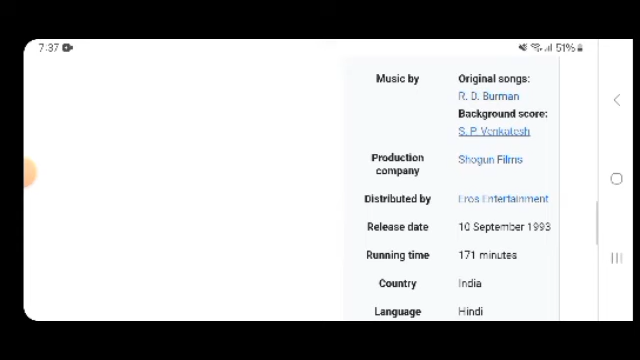 7:37
51%
Music by Original songs:
R. D. Burman
Background score:
S. P. Venkatesh
Production company Shogun Films
Distributed by Eros Entertainment
Release date 10 September 1993
Running time 171 minutes
Country India
Language Hindi